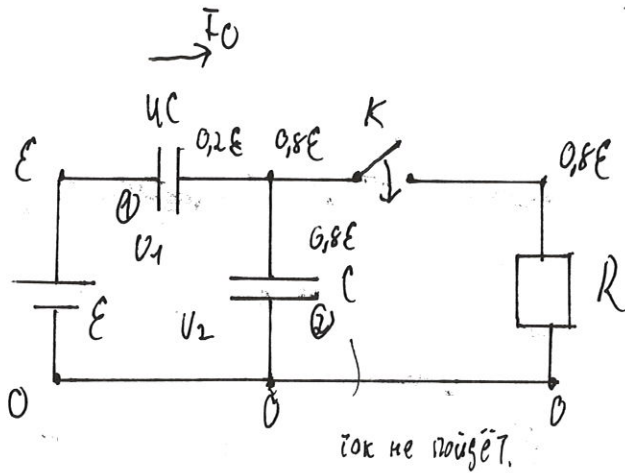 I0
4C
0,2ε 0,8ε
K
ε
0,8ε
①
U1
0,8ε
C
ε
U2
②
R
0
0
0
ток не пойдёт.